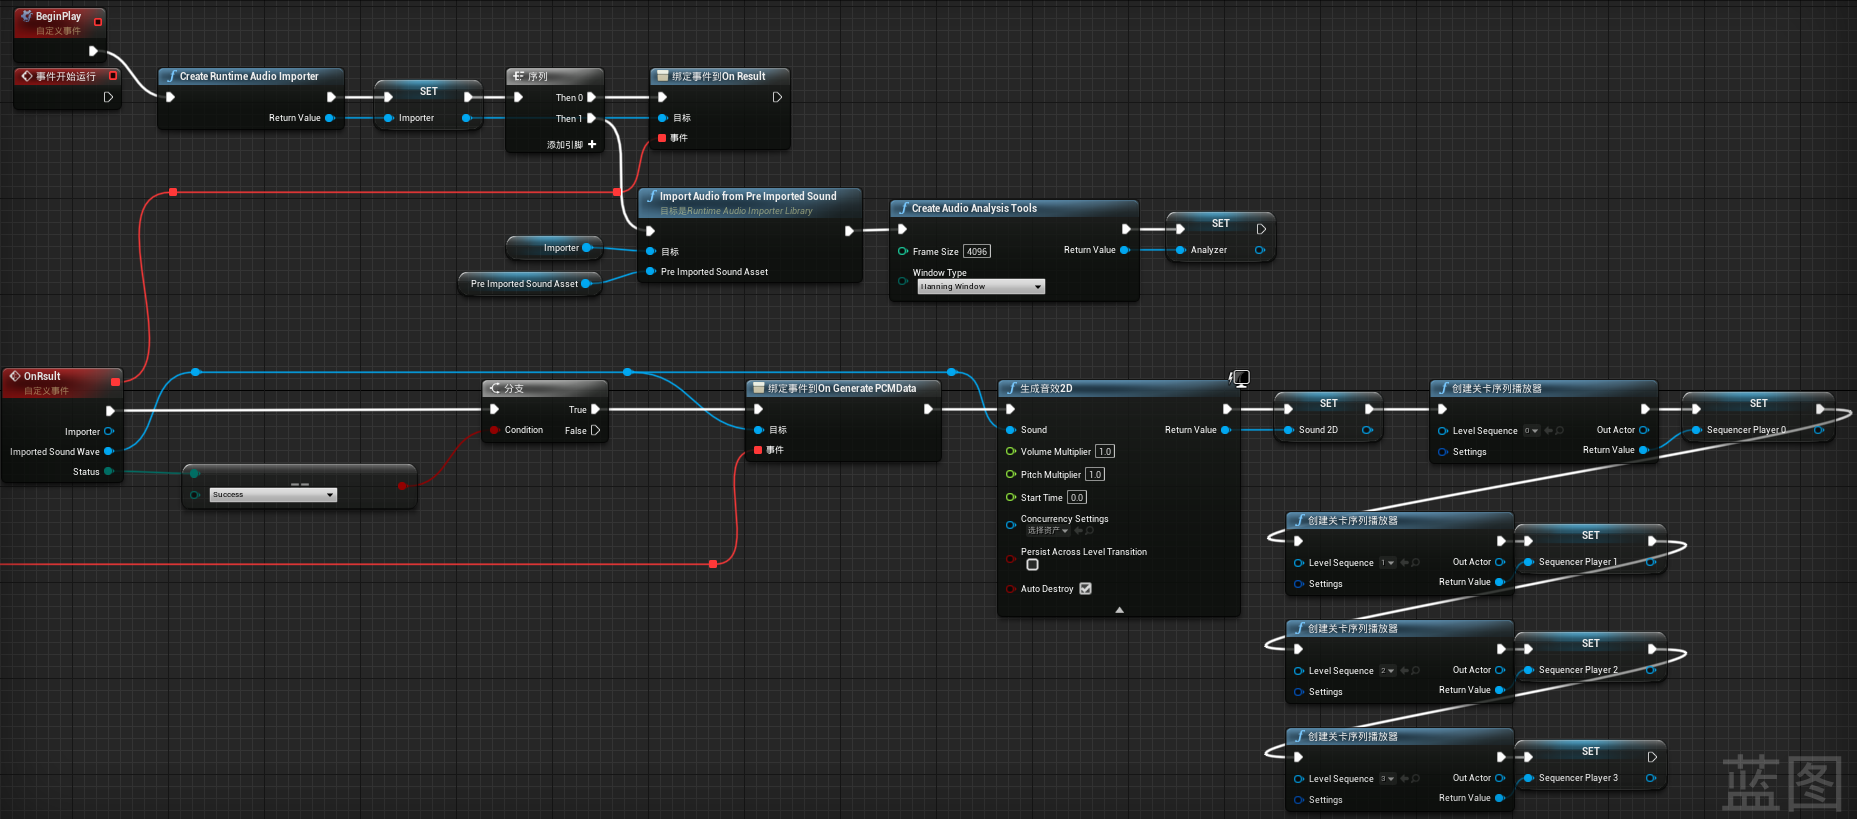 BeginPlay
自定义事件
事件开始运行
Create Runtime Audio Importer
Return Value
SET
Importer
序列
Then 0
Then 1
添加引脚
绑定事件到On Result
目标
事件
Import Audio from Pre Imported Sound
目标是Runtime Audio Importer Library
目标
Pre Imported Sound Asset
Importer
Pre Imported Sound Asset
Create Audio Analysis Tools
Frame Size 4096
Return Value
Window Type
Hanning Window
SET
Analyzer
OnRsult
自定义事件
Importer
Imported Sound Wave
Status
==
Success
分支
True
Condition
False
绑定事件到On Generate PCMData
目标
事件
生成音效2D
Sound
Return Value
Volume Multiplier 1.0
Pitch Multiplier 1.0
Start Time 0.0
Concurrency Settings
选择资产
Persist Across Level Transition
Auto Destroy
SET
Sound 2D
创建关卡序列播放器
Level Sequence 0
Out Actor
Settings
Return Value
SET
Sequencer Player 0
创建关卡序列播放器
Level Sequence 1
Out Actor
Settings
Return Value
SET
Sequencer Player 1
创建关卡序列播放器
Level Sequence 2
Out Actor
Settings
Return Value
SET
Sequencer Player 2
创建关卡序列播放器
Level Sequence 3
Out Actor
Settings
Return Value
SET
Sequencer Player 3
蓝图